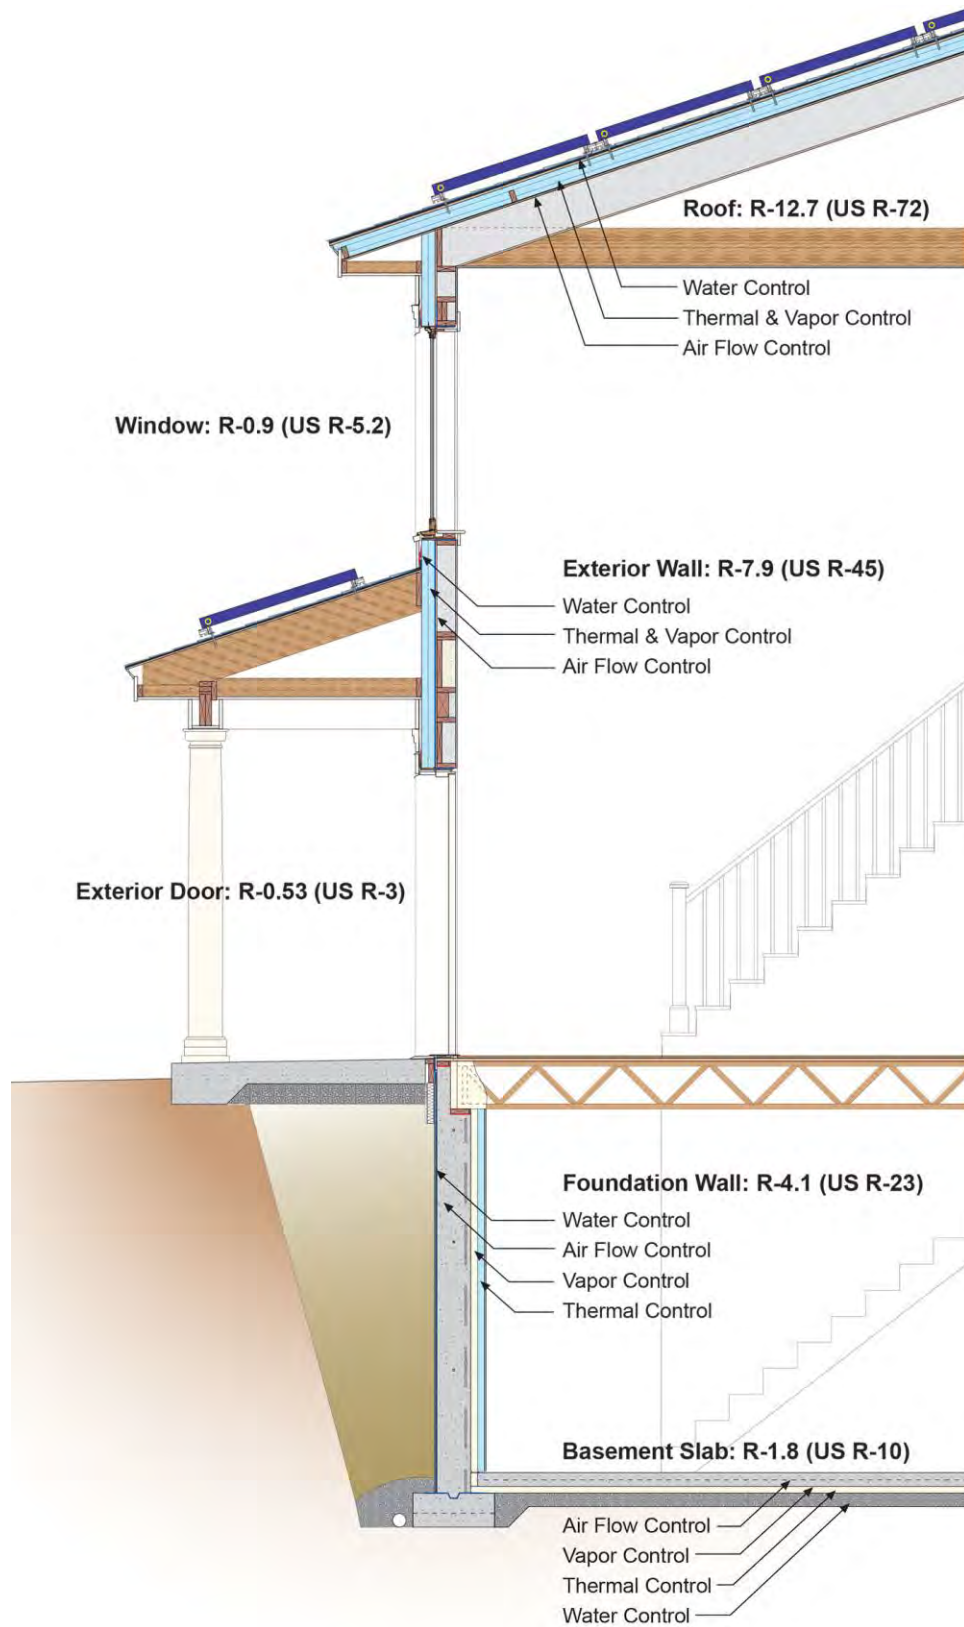 Roof: R-12.7 (US R-72)
Water Control
Thermal & Vapor Control
Air Flow Control
Window: R-0.9 (US R-5.2)
Exterior Wall: R-7.9 (US R-45)
Water Control
Thermal & Vapor Control
Air Flow Control
Exterior Door: R-0.53 (US R-3)
Foundation Wall: R-4.1 (US R-23)
Water Control
Air Flow Control
Vapor Control
Thermal Control
Basement Slab: R-1.8 (US R-10)
Air Flow Control
Vapor Control
Thermal Control
Water Control